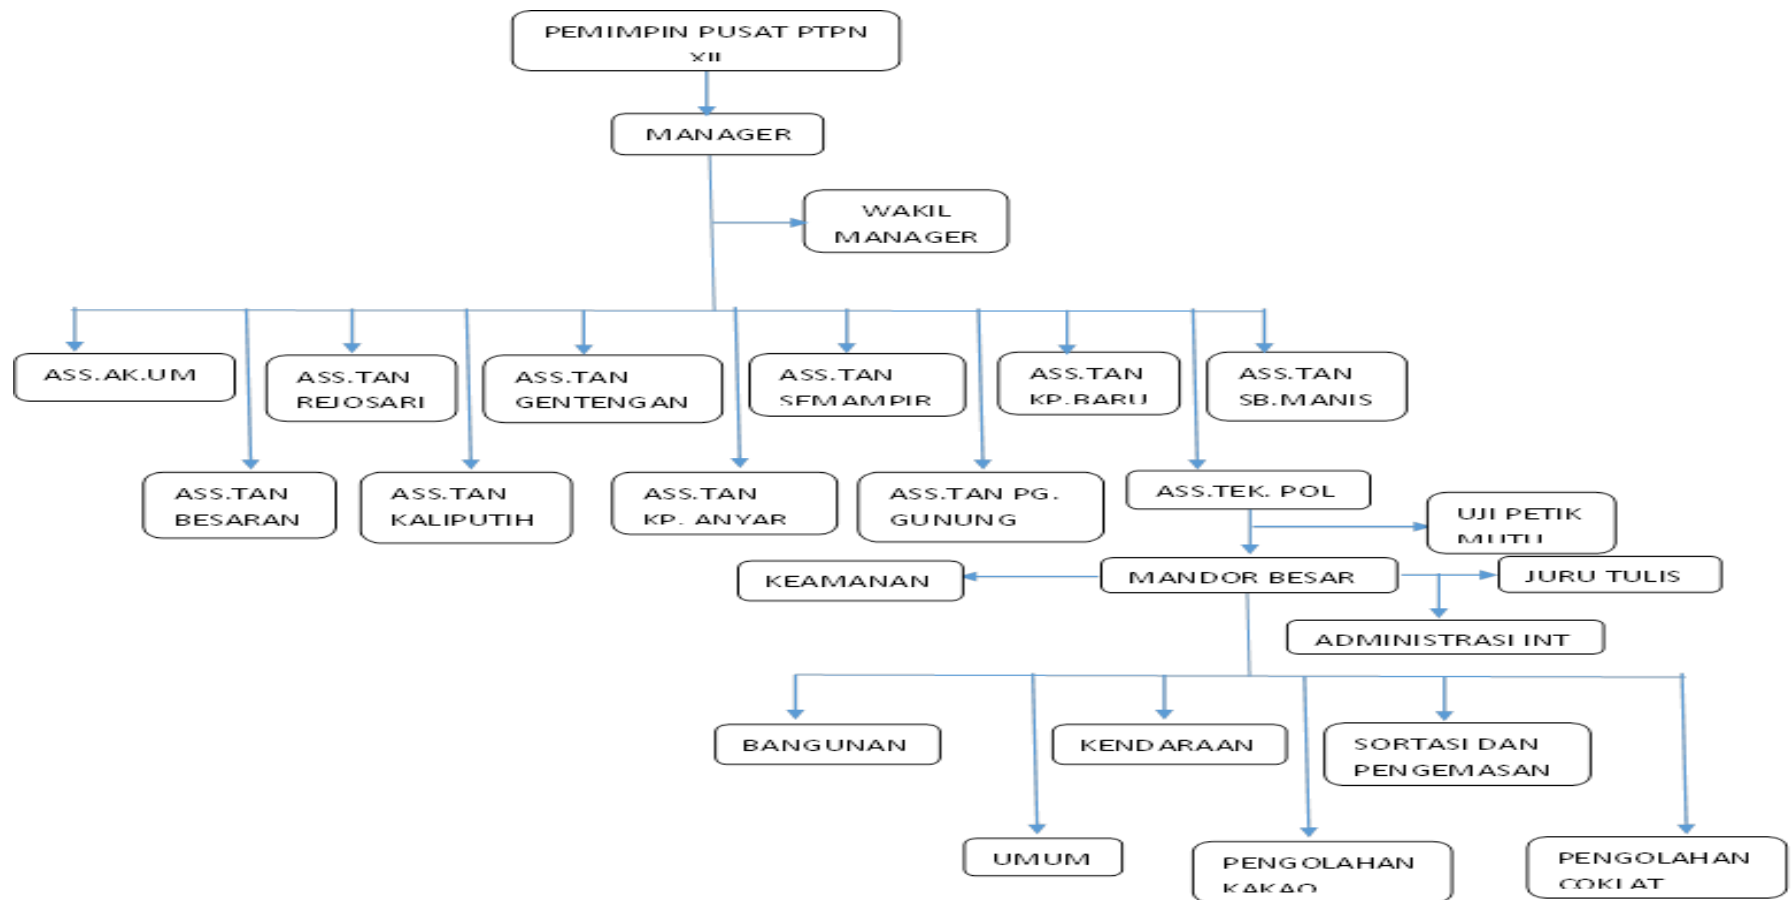 PEMIMPIN PUSAT PTPN
XII
MANAGER
WAKIL
MANAGER
ASS.AK.UM
ASS.TAN
REJOSARI
ASS.TAN
GENTENGAN
ASS.TAN
SEMAMPIR
ASS.TAN
KP.BARU
ASS.TAN
SB.MANIS
ASS.TAN
BESARAN
ASS.TAN
KALIPUTIH
ASS.TAN
KP. ANYAR
ASS.TAN PG.
GUNUNG
ASS.TEK. POL
UJI PETIK
MUTU
KEAMANAN
MANDOR BESAR
JURU TULIS
ADMINISTRASI INT
BANGUNAN
KENDARAAN
SORTASI DAN
PENGEMASAN
UMUM
PENGOLAHAN
KAKAO
PENGOLAHAN
COKLAT